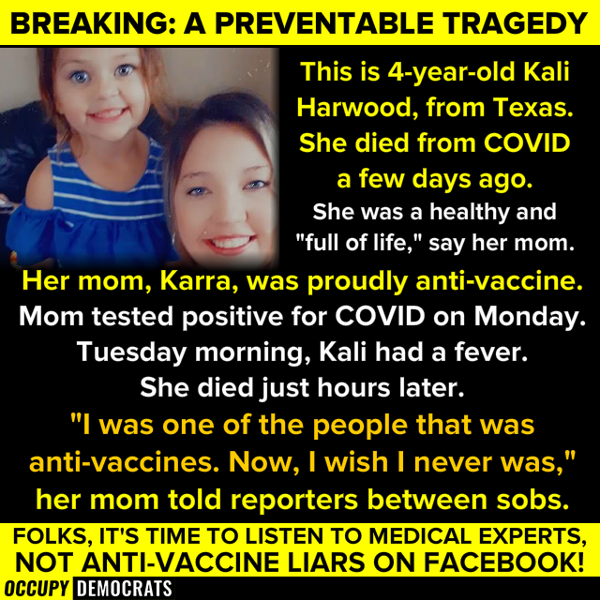 BREAKING: A PREVENTABLE TRAGEDY
This is 4-year-old Kali
Harwood, from Texas.
She died from COVID
a few days ago.
She was a healthy and
"full of life," say her mom.
Her mom, Karra, was proudly anti-vaccine.
Mom tested positive for COVID on Monday.
Tuesday morning, Kali had a fever.
She died just hours later.
"I was one of the people that was
anti-vaccines. Now, I wish I never was,"
her mom told reporters between sobs.
FOLKS, IT'S TIME TO LISTEN TO MEDICAL EXPERTS,
NOT ANTI-VACCINE LIARS ON FACEBOOK!
OCCUPY DEMOCRATS